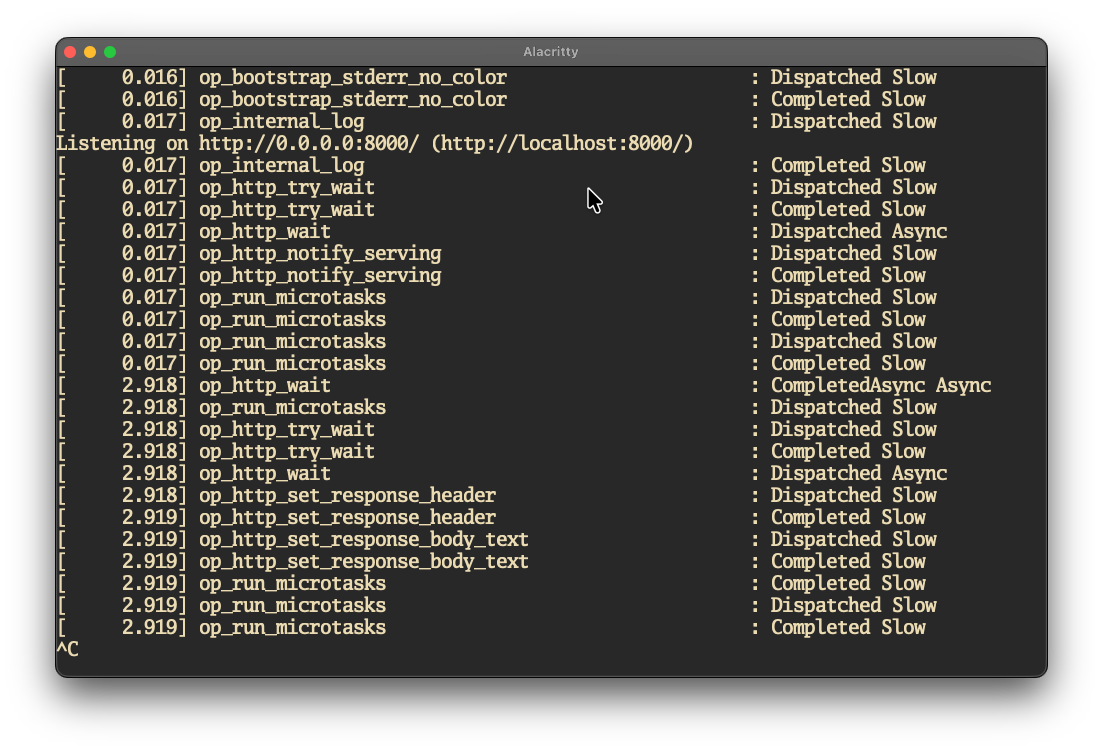 Alacritty
[     0.016] op_bootstrap_stderr_no_color                      : Dispatched Slow
[     0.016] op_bootstrap_stderr_no_color                      : Completed Slow
[     0.017] op_internal_log                                   : Dispatched Slow
Listening on http://0.0.0.0:8000/ (http://localhost:8000/)
[     0.017] op_internal_log                                   : Completed Slow
[     0.017] op_http_try_wait                                  : Dispatched Slow
[     0.017] op_http_try_wait                                  : Completed Slow
[     0.017] op_http_wait                                      : Dispatched Async
[     0.017] op_http_notify_serving                            : Dispatched Slow
[     0.017] op_http_notify_serving                            : Completed Slow
[     0.017] op_run_microtasks                                 : Dispatched Slow
[     0.017] op_run_microtasks                                 : Completed Slow
[     0.017] op_run_microtasks                                 : Dispatched Slow
[     0.017] op_run_microtasks                                 : Completed Slow
[     2.918] op_http_wait                                      : CompletedAsync Async
[     2.918] op_run_microtasks                                 : Dispatched Slow
[     2.918] op_http_try_wait                                  : Dispatched Slow
[     2.918] op_http_try_wait                                  : Completed Slow
[     2.918] op_http_wait                                      : Dispatched Async
[     2.918] op_http_set_response_header                       : Dispatched Slow
[     2.919] op_http_set_response_header                       : Completed Slow
[     2.919] op_http_set_response_body_text                    : Dispatched Slow
[     2.919] op_http_set_response_body_text                    : Completed Slow
[     2.919] op_run_microtasks                                 : Completed Slow
[     2.919] op_run_microtasks                                 : Dispatched Slow
[     2.919] op_run_microtasks                                 : Completed Slow
^C